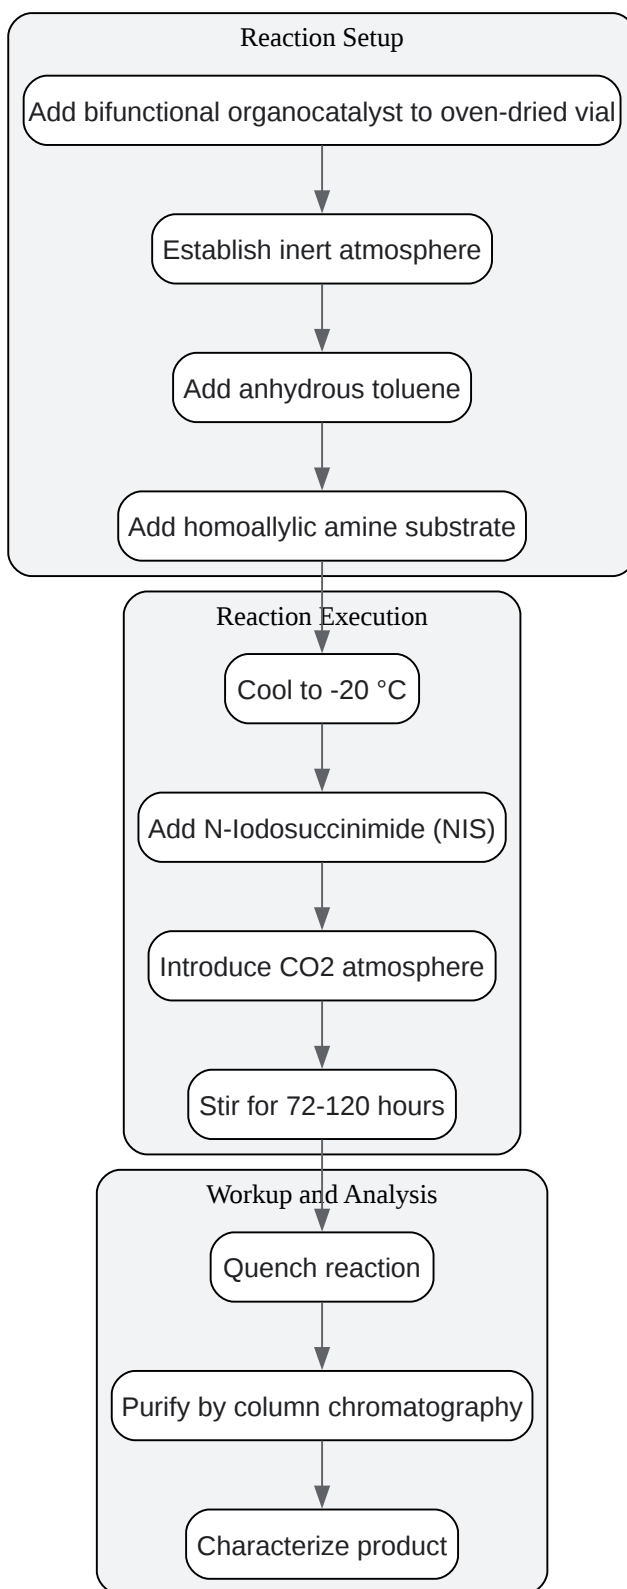 Reaction Setup
Add bifunctional organocatalyst to oven-dried vial
Establish inert atmosphere
Add anhydrous toluene
Add homoallylic amine substrate
Reaction Execution
Cool to -20 °C
Add N-Iodosuccinimide (NIS)
Introduce CO2 atmosphere
Stir for 72-120 hours
Workup and Analysis
Quench reaction
Purify by column chromatography
Characterize product